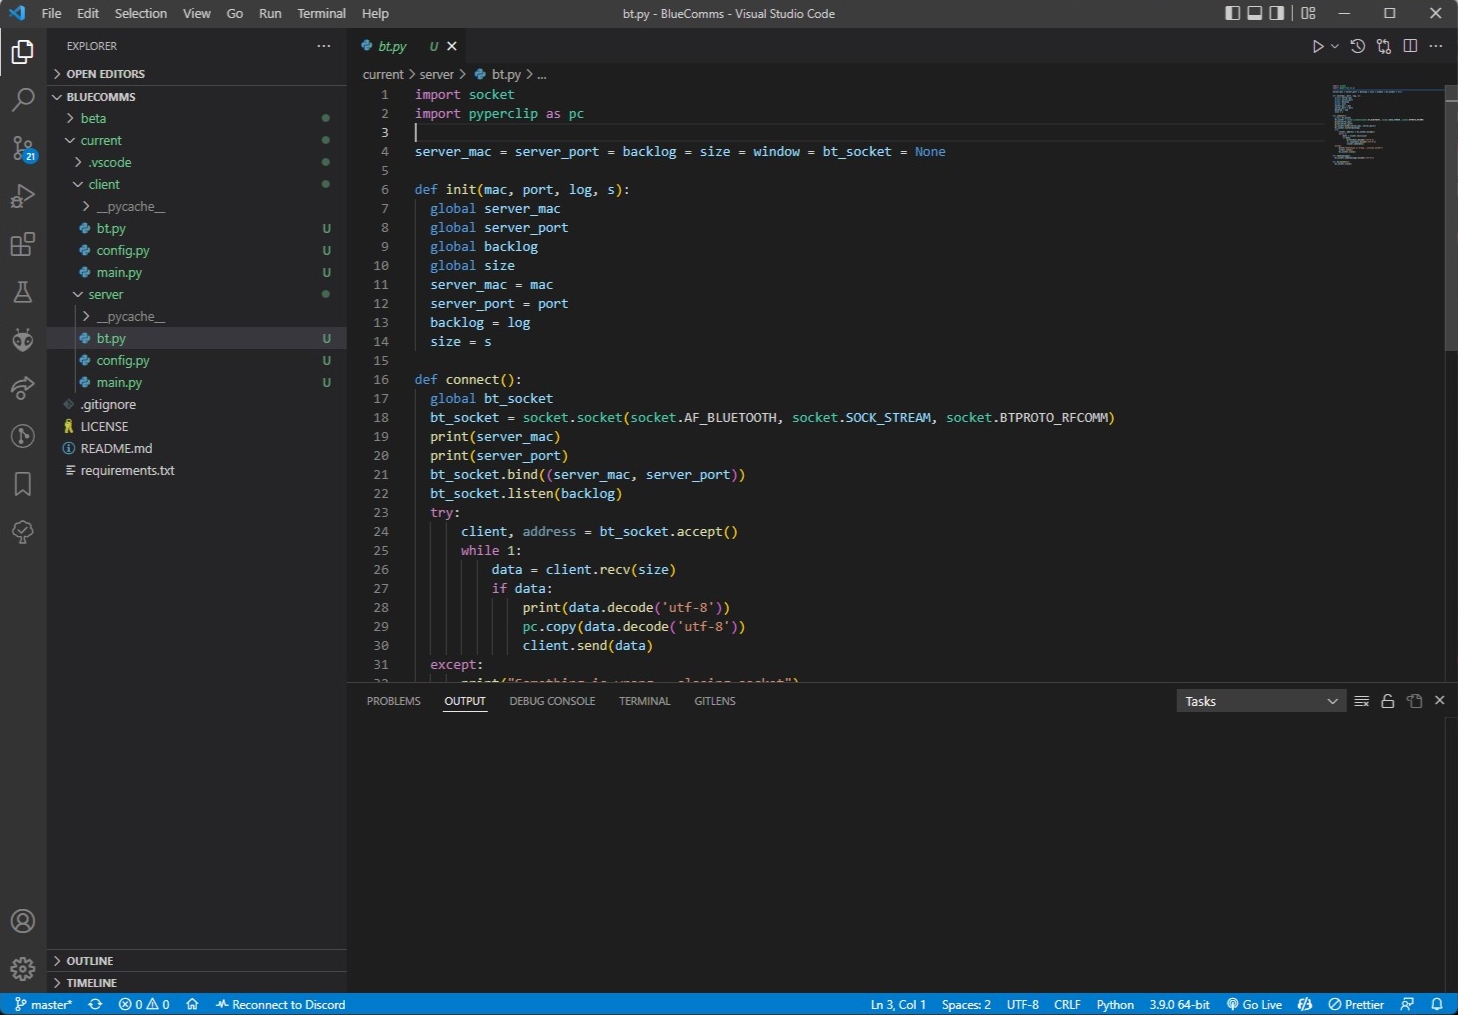 File Edit Selection View Go Run Terminal Help
bt.py - BlueComms - Visual Studio Code
EXPLORER
OPEN EDITORS
BLUECOMMS
beta
current
.vscode
client
__pycache__
bt.py U
config.py U
main.py U
server
__pycache__
bt.py U
config.py U
main.py U
.gitignore
LICENSE
README.md
requirements.txt
OUTLINE
TIMELINE
21
bt.py U
current > server > bt.py > ...
1 import socket
2 import pyperclip as pc
3
4 server_mac = server_port = backlog = size = window = bt_socket = None
5
6 def init(mac, port, log, s):
7 global server_mac
8 global server_port
9 global backlog
10 global size
11 server_mac = mac
12 server_port = port
13 backlog = log
14 size = s
15
16 def connect():
17 global bt_socket
18 bt_socket = socket.socket(socket.AF_BLUETOOTH, socket.SOCK_STREAM, socket.BTPROTO_RFCOMM)
19 print(server_mac)
20 print(server_port)
21 bt_socket.bind((server_mac, server_port))
22 bt_socket.listen(backlog)
23 try:
24 client, address = bt_socket.accept()
25 while 1:
26 data = client.recv(size)
27 if data:
28 print(data.decode('utf-8'))
29 pc.copy(data.decode('utf-8'))
30 client.send(data)
31 except:
PROBLEMS OUTPUT DEBUG CONSOLE TERMINAL GITLENS
Tasks
master* 0 0 Reconnect to Discord
Ln 3, Col 1 Spaces: 2 UTF-8 CRLF Python 3.9.0 64-bit Go Live Prettier